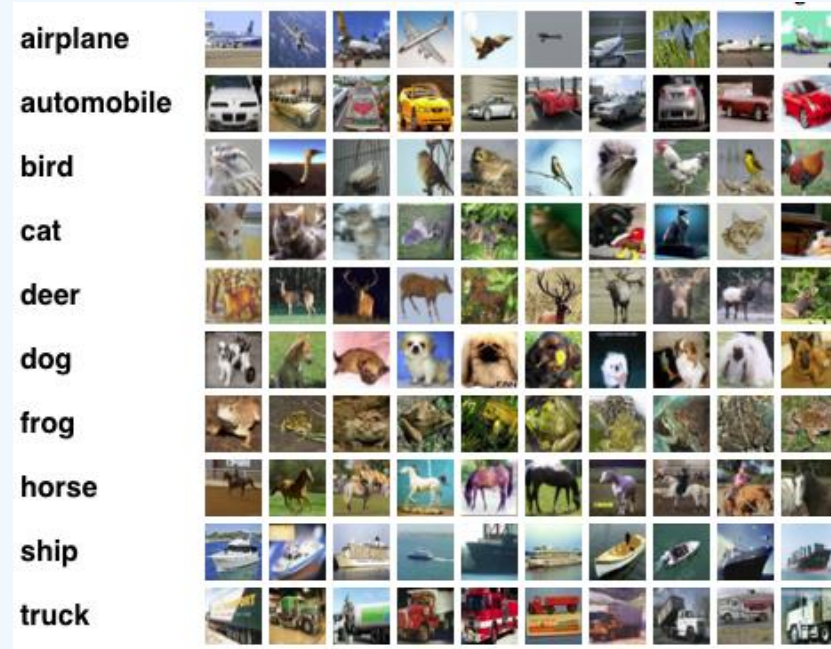 airplane
automobile
bird
cat
deer
dog
frog
horse
ship
truck